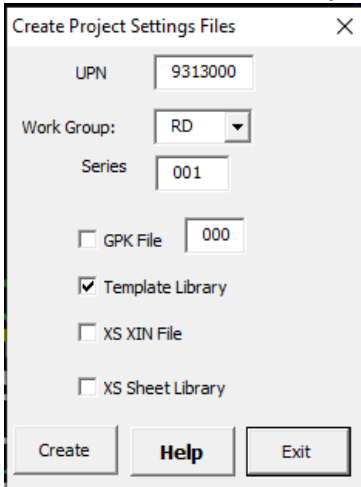 Create Project Settings Files
UPN 9313000
Work Group: RD
Series 001
GPK File 000
Template Library
XS XIN File
XS Sheet Library
Create Help Exit